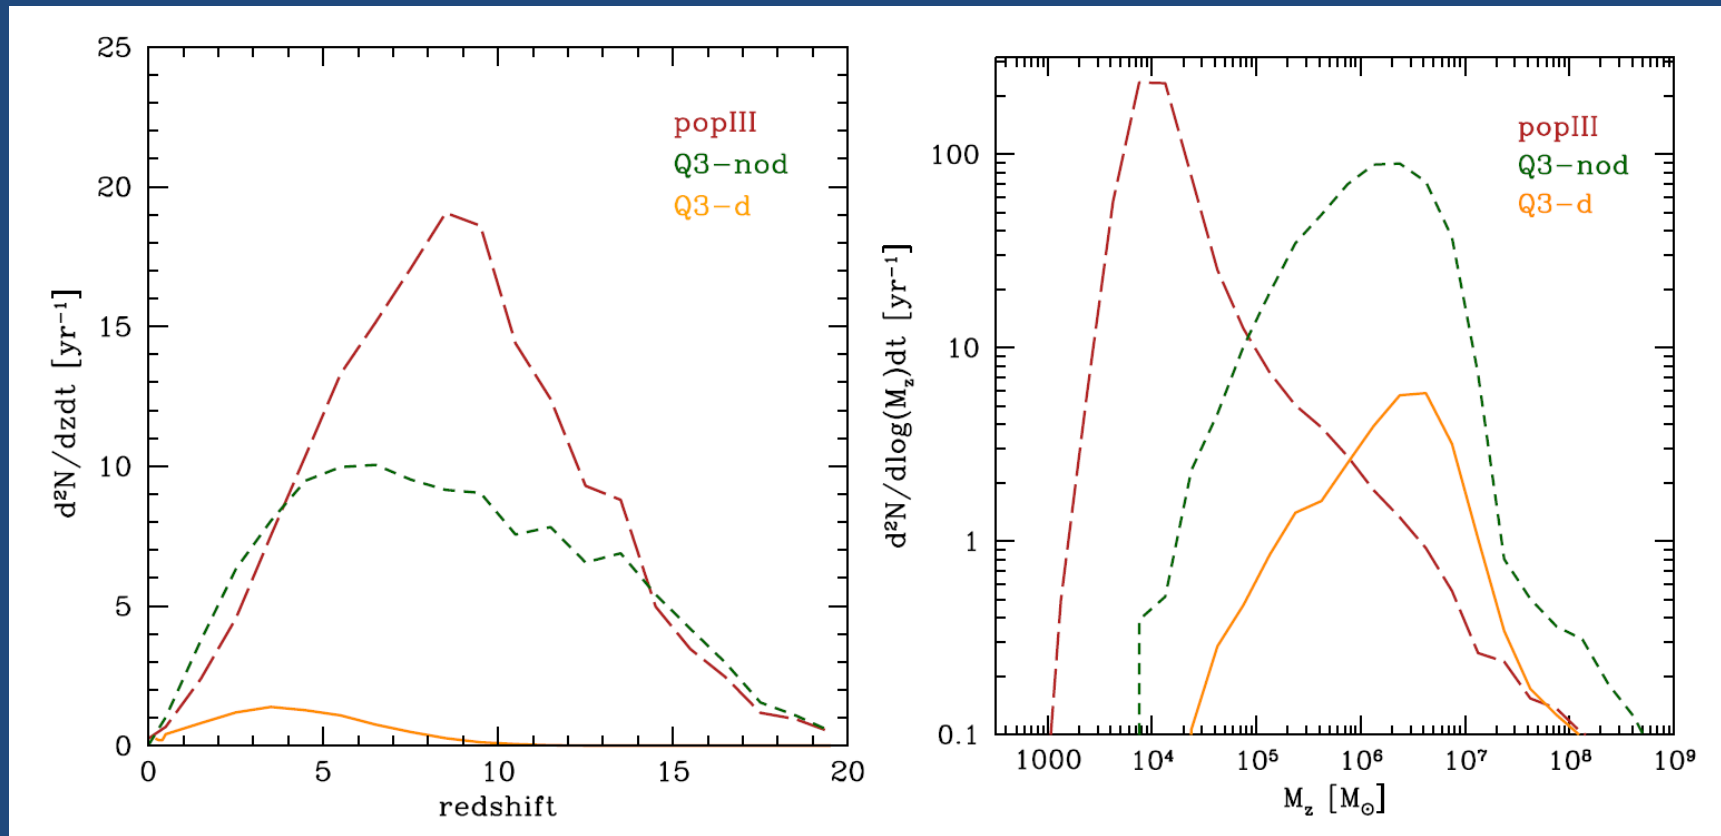 25
20
15
10
5
0
0 5 10 15 20
redshift
d²N/dzdt [yr⁻¹]
popIII
Q3-nod
Q3-d
100
10
1
0.1
1000 10⁴ 10⁵ 10⁶ 10⁷ 10⁸ 10⁹
M_z [M_⊙]
d²N/dlog(M_z)dt [yr⁻¹]
popIII
Q3-nod
Q3-d